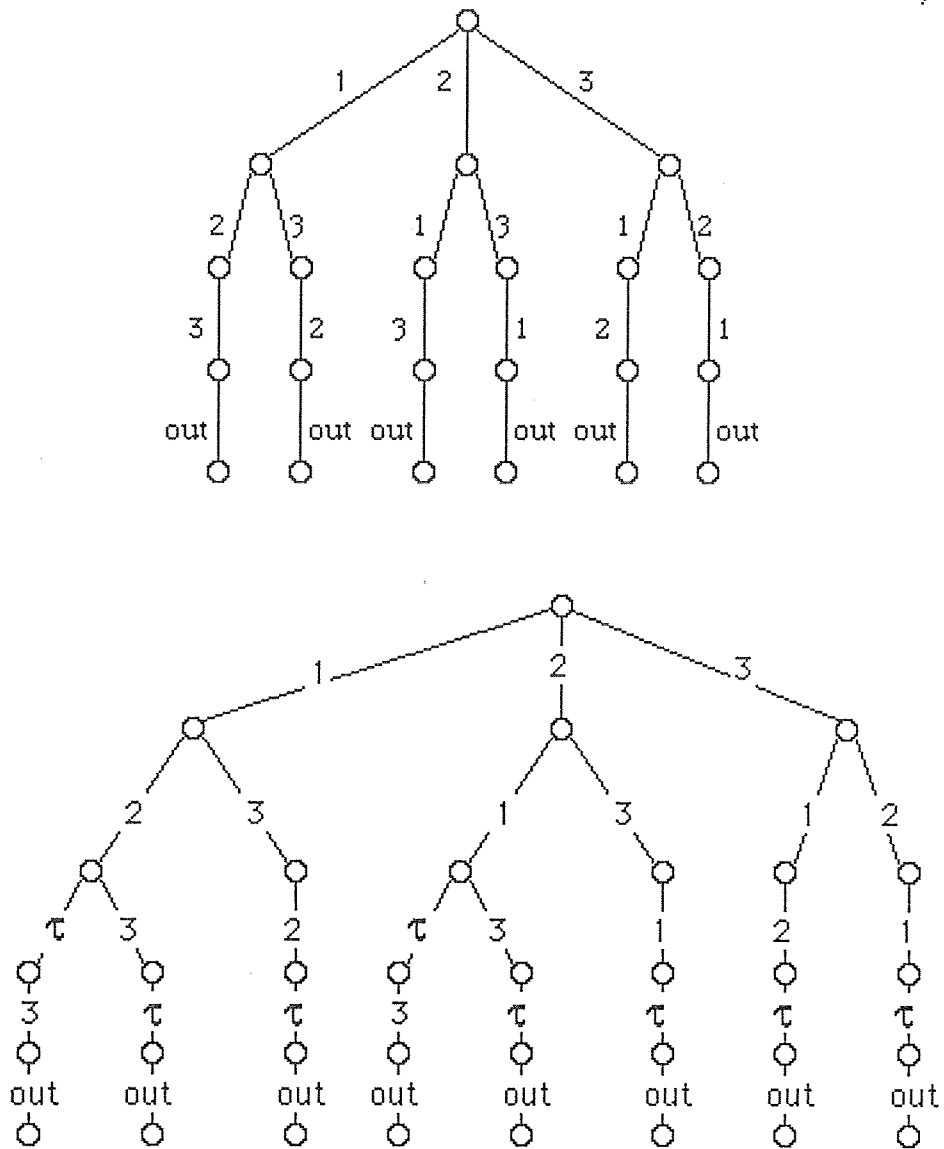 1 2 3
2 3 1 3 1 2
3 2 3 1 2 1
out out out out out out
1 2 3
2 3 1 3 1 2
τ 3 2 τ 3 1 2 1
3 τ τ 3 τ τ τ τ
out out out out out out out out